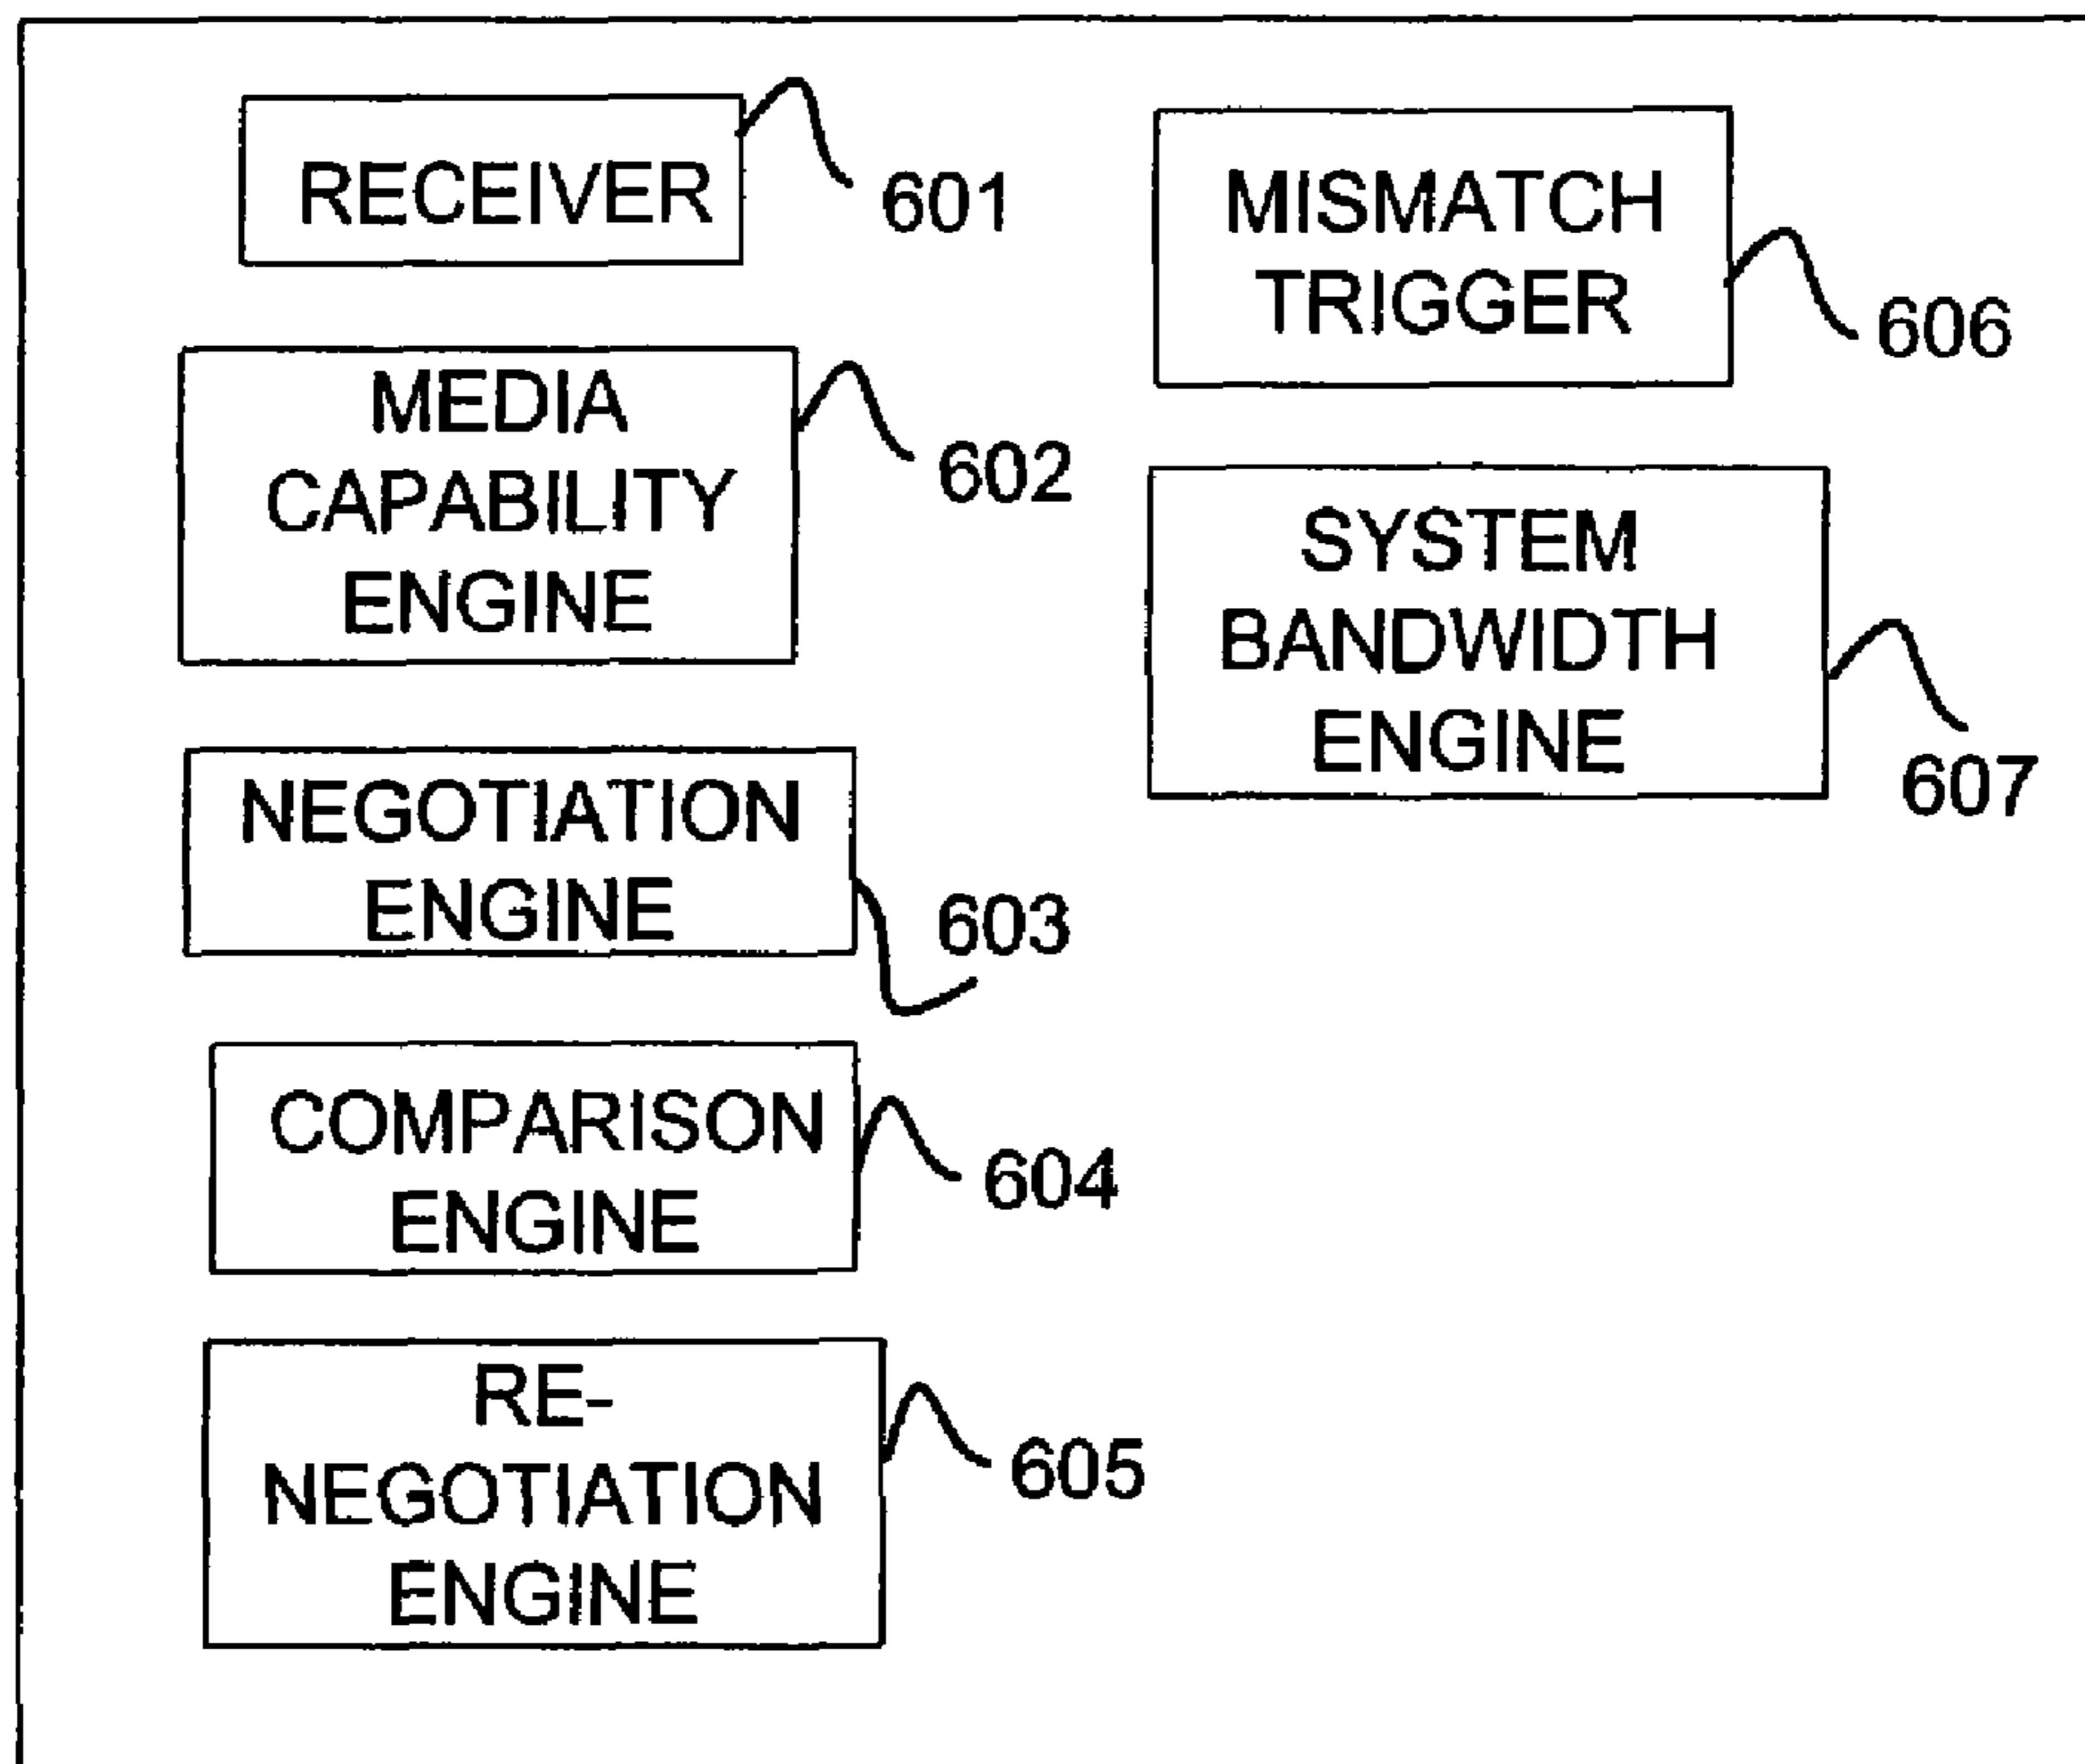 RECEIVER
601
MEDIA
CAPABILITY
ENGINE
602
NEGOTIATION
ENGINE
603
COMPARISON
ENGINE
604
RE-
NEGOTIATION
ENGINE
605
MISMATCH
TRIGGER
606
SYSTEM
BANDWIDTH
ENGINE
607